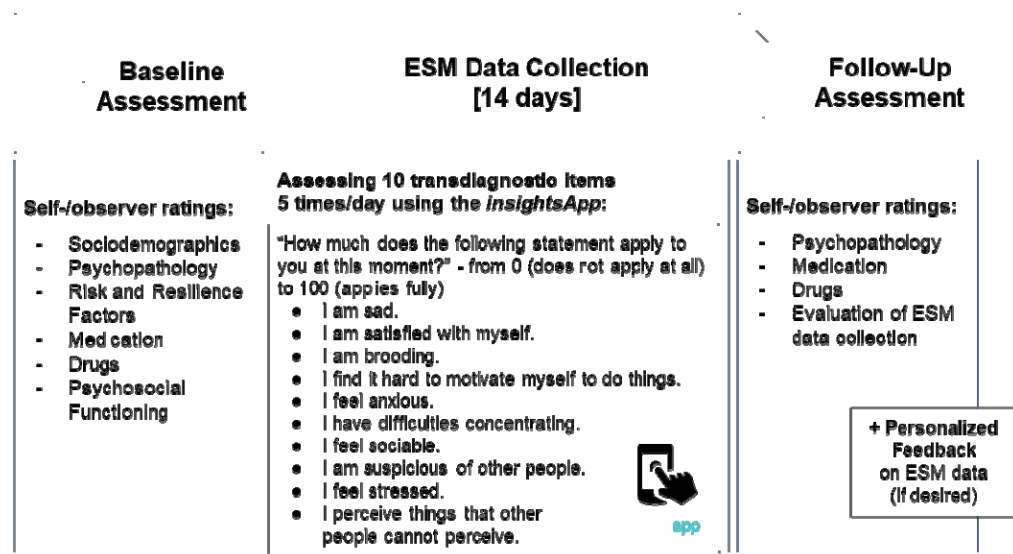 Baseline
Assessment
ESM Data Collection
[14 days]
Follow-Up
Assessment
Self-/observer ratings:
- Sociodemographics
- Psychopathology
- Risk and Resilience
Factors
- Med cation
- Drugs
- Psychosocial
Functioning
Assessing 10 transdiagnostic items
5 times/day using the insightsApp:
"How much does the following statement apply to
you at this moment?" - from 0 (does not apply at all)
to 100 (appies fully)
● I am sad.
● I am satisfied with myself.
● I am brooding.
● I find it hard to motivate myself to do things.
● I feel anxious.
● I have difficulties concentrating.
● I feel sociable.
● I am suspicious of other people.
● I feel stressed.
● I perceive things that other
people cannot perceive.
app
Self-/observer ratings:
- Psychopathology
- Medication
- Drugs
- Evaluation of ESM
data collection
+ Personalized
Feedback
on ESM data
(if desired)